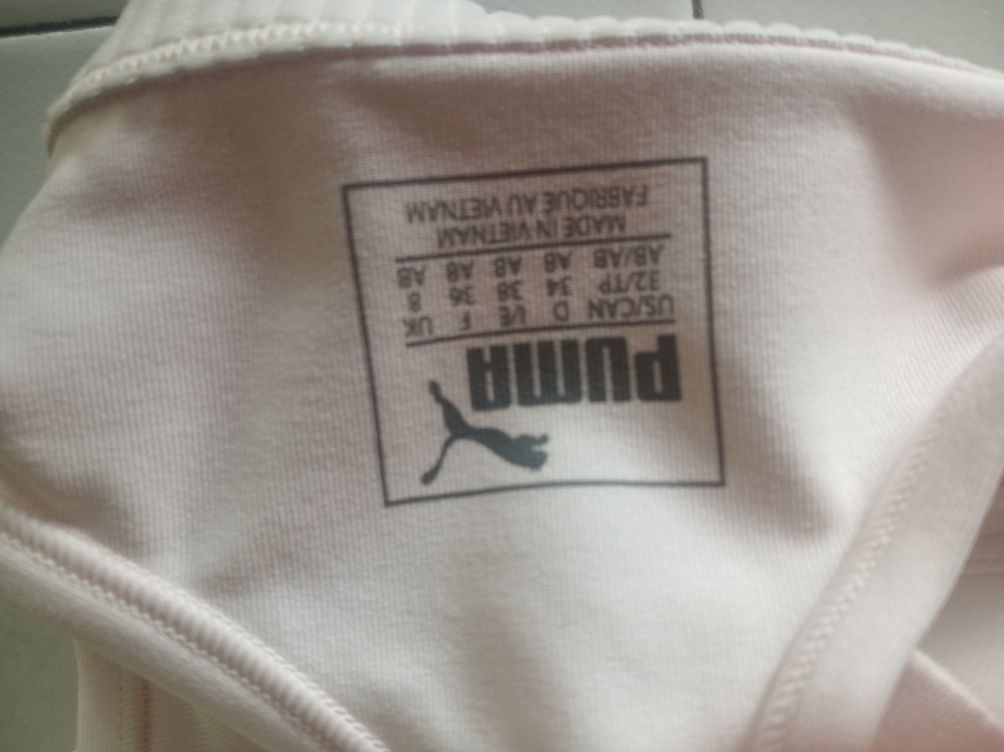 PUMA
US/CAN D I/E F UK
32/TP 34 38 36 8
AB/AB AB AB AB AB
MADE IN VIETNAM
FABRIQUÉ AU VIETNAM